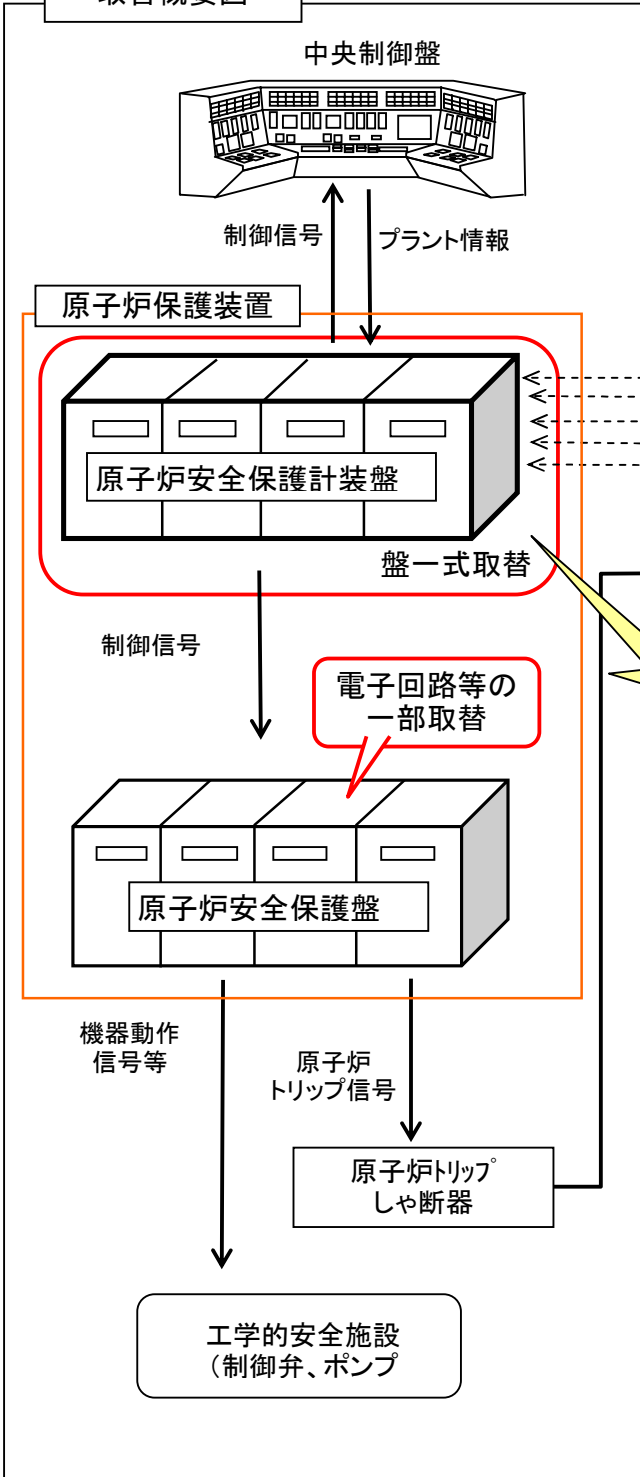 取替概要図
中央制御盤
制御信号
プラント情報
原子炉保護装置
原子炉安全保護計装盤
盤一式取替
制御信号
電子回路等の
一部取替
原子炉安全保護盤
機器動作
信号等
原子炉
トリップ信号
原子炉トリップ
しゃ断器
工学的安全施設
(制御弁、ポンプ